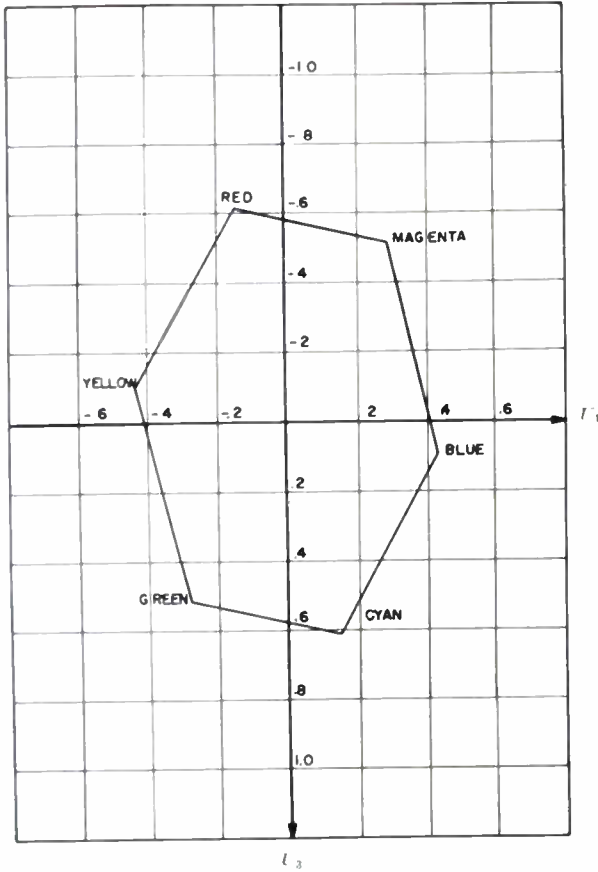 -1 0
- 8
RED
-.6
MAGENTA
- 4
- 2
YELLOW
- 6
- 4
-.2
2
.4
.6
BLUE
.2
.4
GREEN
.6
CYAN
.8
1.0